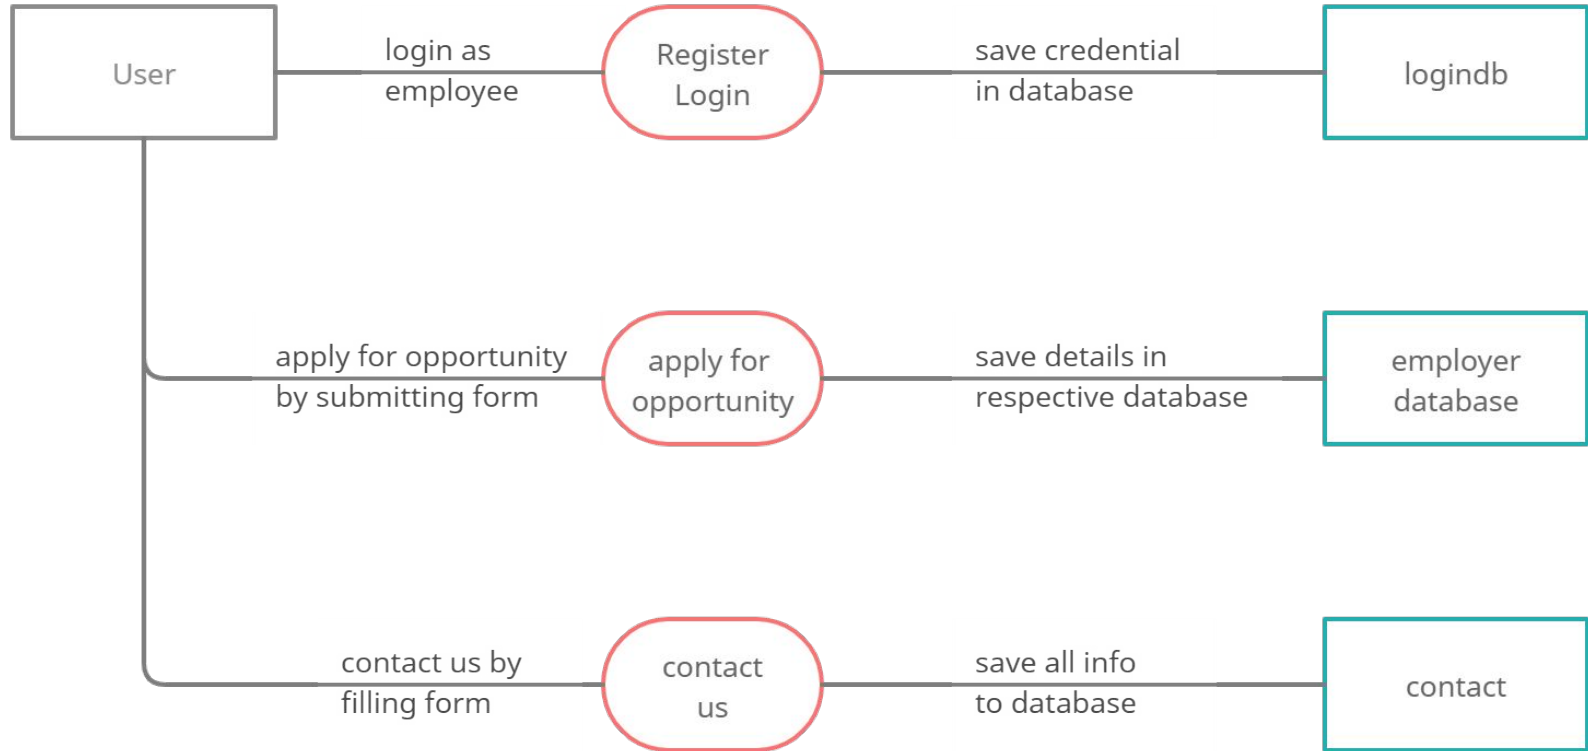 User
login as
employee
Register
Login
save credential
in database
logindb
apply for opportunity
by submitting form
apply for
opportunity
save details in
respective database
employer
database
contact us by
filling form
contact
us
save all info
to database
contact